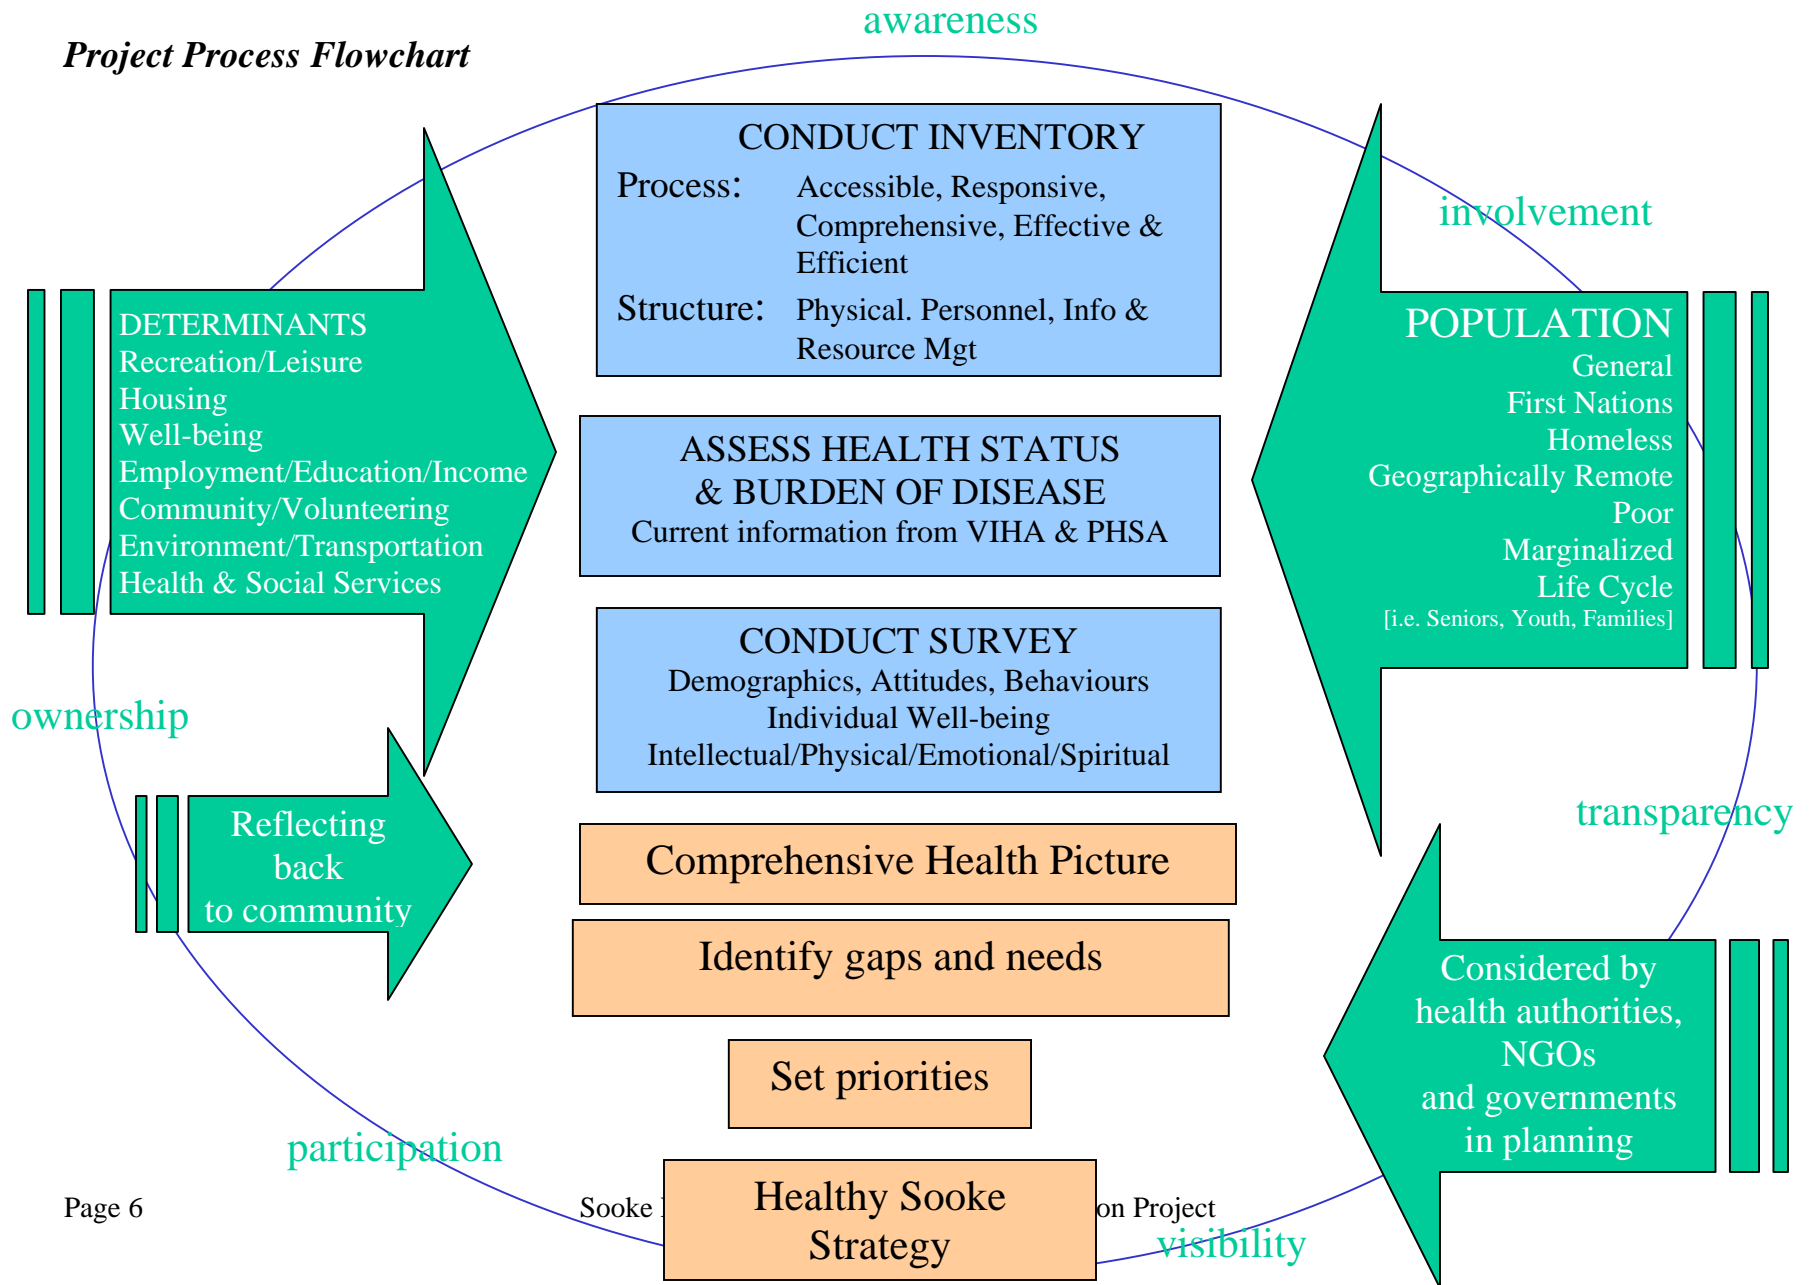 awareness
Project Process Flowchart
CONDUCT INVENTORY
Process: Accessible, Responsive,
Comprehensive, Effective &
Efficient
Structure: Physical. Personnel, Info &
Resource Mgt
involvement
DETERMINANTS
Recreation/Leisure
Housing
Well-being
Employment/Education/Income
Community/Volunteering
Environment/Transportation
Health & Social Services
ASSESS HEALTH STATUS
& BURDEN OF DISEASE
Current information from VIHA & PHSA
POPULATION
General
First Nations
Homeless
Geographically Remote
Poor
Marginalized
Life Cycle
[i.e. Seniors, Youth, Families]
CONDUCT SURVEY
Demographics, Attitudes, Behaviours
Individual Well-being
Intellectual/Physical/Emotional/Spiritual
ownership
transparency
Reflecting
back
to community
Comprehensive Health Picture
Identify gaps and needs
Considered by
health authorities,
NGOs
and governments
in planning
Set priorities
participation
Healthy Sooke
Strategy
visibility
Page 6
Sooke
on Project